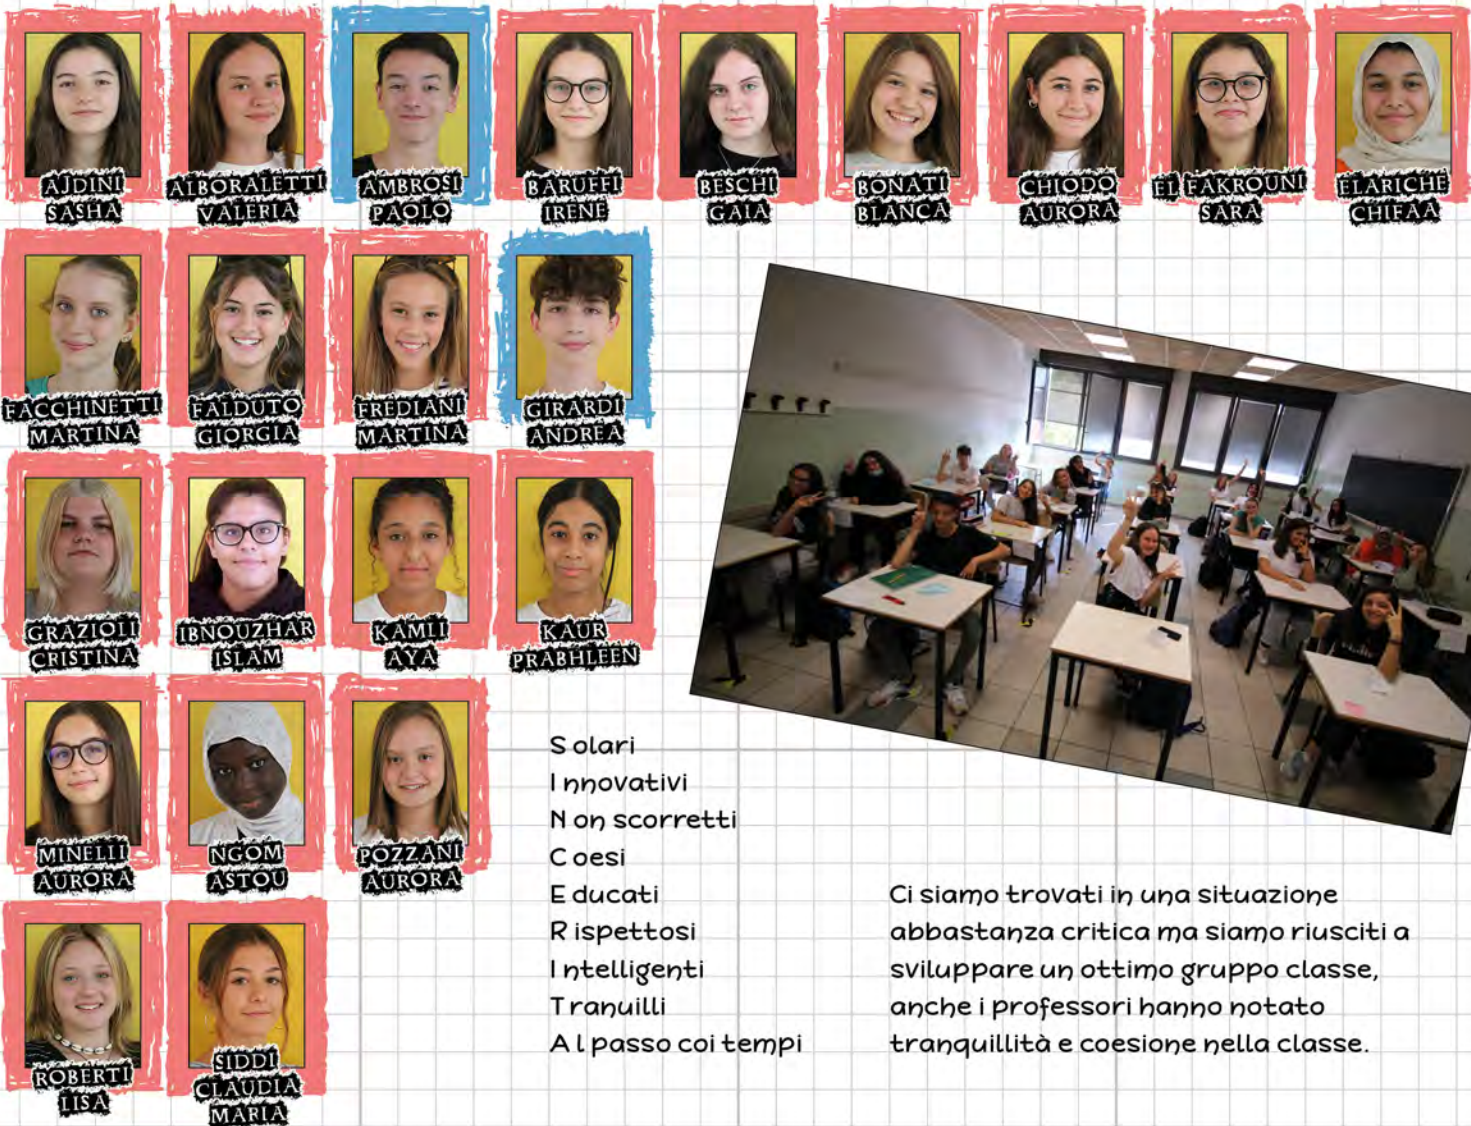 AJDINI
SASHA
ALBORALETTI
VALERIA
AMBROSI
PAOLO
BARUFFI
IRENE
BESCHI
GAIA
BONATI
BLANCA
CHIODO
AURORA
EL FAKROUNI
SARA
ELARICHE
CHIFAA
FACCHINETTI
MARTINA
FALDUTO
GIORGIA
FREDIANI
MARTINA
GIRARDI
ANDREA
GRAZIOLI
CRISTINA
IBNOUZHAR
ISLAM
KAMLI
AYA
KAUR
PRABHLEEN
MINELLI
AURORA
NGOM
ASTOU
POZZANI
AURORA
ROBERTI
LISA
SIDDI
CLAUDIA
MARIA
S olari
I nnovativi
N on scorretti
C oesi
E ducati
R ispettosi
I ntelligenti
T ranuilli
A l passo coi tempi
Ci siamo trovati in una situazione
abbastanza critica ma siamo riusciti a
sviluppare un ottimo gruppo classe,
anche i professori hanno notato
tranquillità e coesione nella classe.